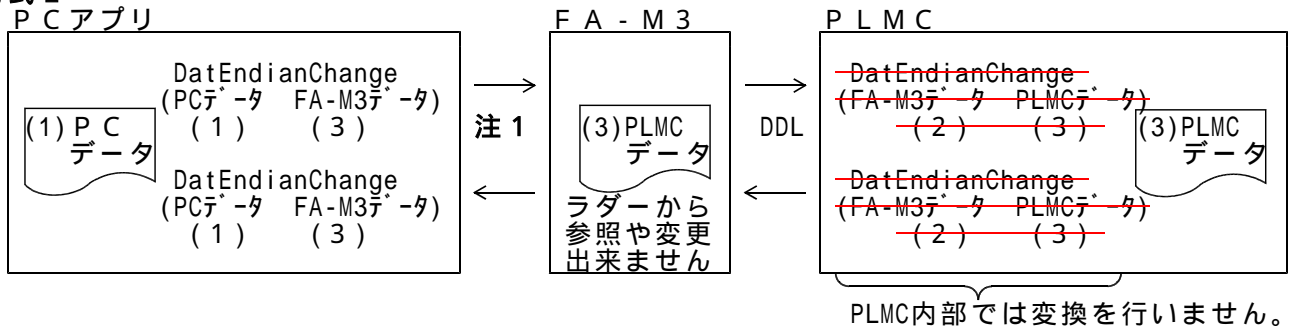 ＰＣアプリ
ＦＡ-Ｍ３
ＰＬＭＣ
DatEndianChange
(PCﾃﾞｰﾀ FA-M3ﾃﾞｰﾀ)
(1) (3)
(1)ＰＣ
データ
DatEndianChange
(PCﾃﾞｰﾀ FA-M3ﾃﾞｰﾀ)
(1) (3)
注１
(3)PLMC
データ
ラダーから
参照や変更
出来ません
DDL
DatEndianChange
(FA-M3ﾃﾞｰﾀ PLMCﾃﾞｰﾀ)
(2) (3)
DatEndianChange
(FA-M3ﾃﾞｰﾀ PLMCﾃﾞｰﾀ)
(2) (3)
(3)PLMC
データ
PLMC内部では変換を行いません。